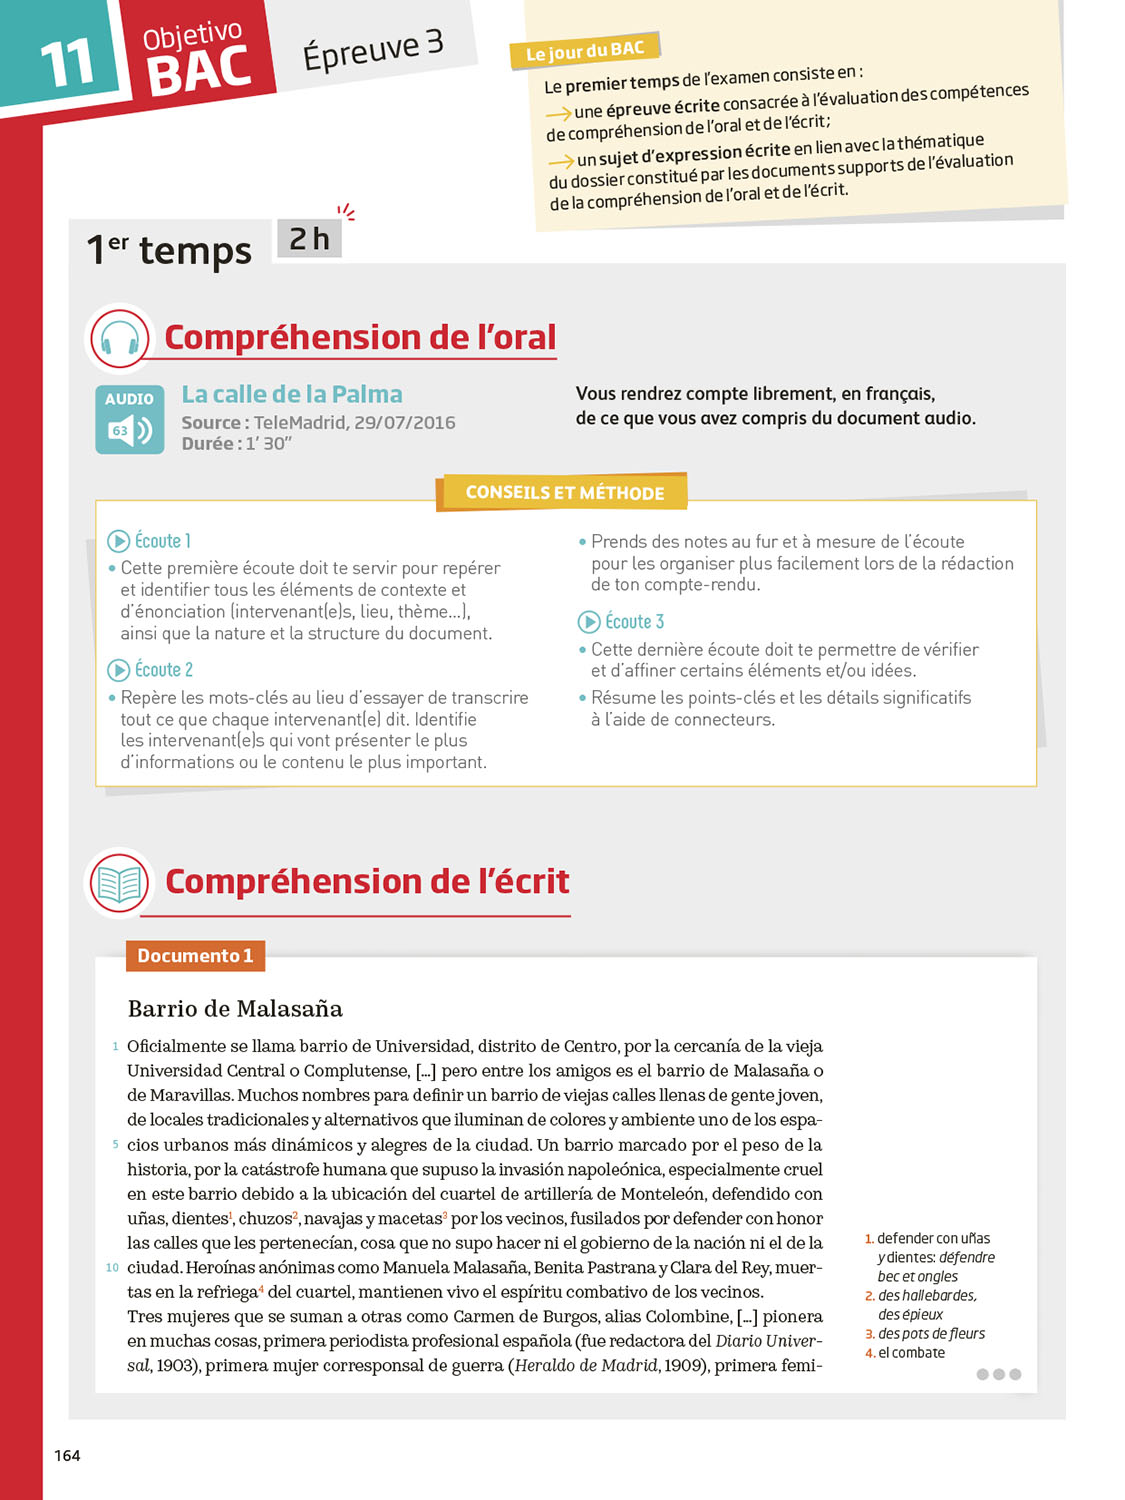 11
Objetivo
BAC
Épreuve 3
Le jour du BAC
Le premier temps de l'examen consiste en :
→ une épreuve écrite consacrée à l'évaluation des compétences
de compréhension de l'oral et de l'écrit ;
→ un sujet d'expression écrite en lien avec la thématique
du dossier constitué par les documents supports de l'évaluation
de la compréhension de l'oral et de l'écrit.
1er temps
2 h
Compréhension de l'oral
AUDIO
63
La calle de la Palma
Source : TeleMadrid, 29/07/2016
Durée : 1' 30''
Vous rendrez compte librement, en français,
de ce que vous avez compris du document audio.
CONSEILS ET MÉTHODE
Écoute 1
• Cette première écoute doit te servir pour repérer
et identifier tous les éléments de contexte et
d'énonciation (intervenant(e)s, lieu, thème…),
ainsi que la nature et la structure du document.
Écoute 2
• Repère les mots-clés au lieu d'essayer de transcrire
tout ce que chaque intervenant(e) dit. Identifie
les intervenant(e)s qui vont présenter le plus
d'informations ou le contenu le plus important.
• Prends des notes au fur et à mesure de l'écoute
pour les organiser plus facilement lors de la rédaction
de ton compte-rendu.
Écoute 3
• Cette dernière écoute doit te permettre de vérifier
et d'affiner certains éléments et/ou idées.
• Résume les points-clés et les détails significatifs
à l'aide de connecteurs.
Compréhension de l'écrit
Documento 1
Barrio de Malasaña
1 Oficialmente se llama barrio de Universidad, distrito de Centro, por la cercanía de la vieja
Universidad Central o Complutense, [...] pero entre los amigos es el barrio de Malasaña o
de Maravillas. Muchos nombres para definir un barrio de viejas calles llenas de gente joven,
de locales tradicionales y alternativos que iluminan de colores y ambiente uno de los espa-
5 cios urbanos más dinámicos y alegres de la ciudad. Un barrio marcado por el peso de la
historia, por la catástrofe humana que supuso la invasión napoleónica, especialmente cruel
en este barrio debido a la ubicación del cuartel de artillería de Monteleón, defendido con
uñas, dientes1, chuzos2, navajas y macetas3 por los vecinos, fusilados por defender con honor
las calles que les pertenecían, cosa que no supo hacer ni el gobierno de la nación ni el de la
10 ciudad. Heroínas anónimas como Manuela Malasaña, Benita Pastrana y Clara del Rey, muer-
tas en la refriega4 del cuartel, mantienen vivo el espíritu combativo de los vecinos.
Tres mujeres que se suman a otras como Carmen de Burgos, alias Colombine, [...] pionera
en muchas cosas, primera periodista profesional española (fue redactora del Diario Univer-
sal, 1903), primera mujer corresponsal de guerra (Heraldo de Madrid, 1909), primera femi-
1. defender con uñas
y dientes: défendre
bec et ongles
2. des hallebardes,
des épieux
3. des pots de fleurs
4. el combate
164